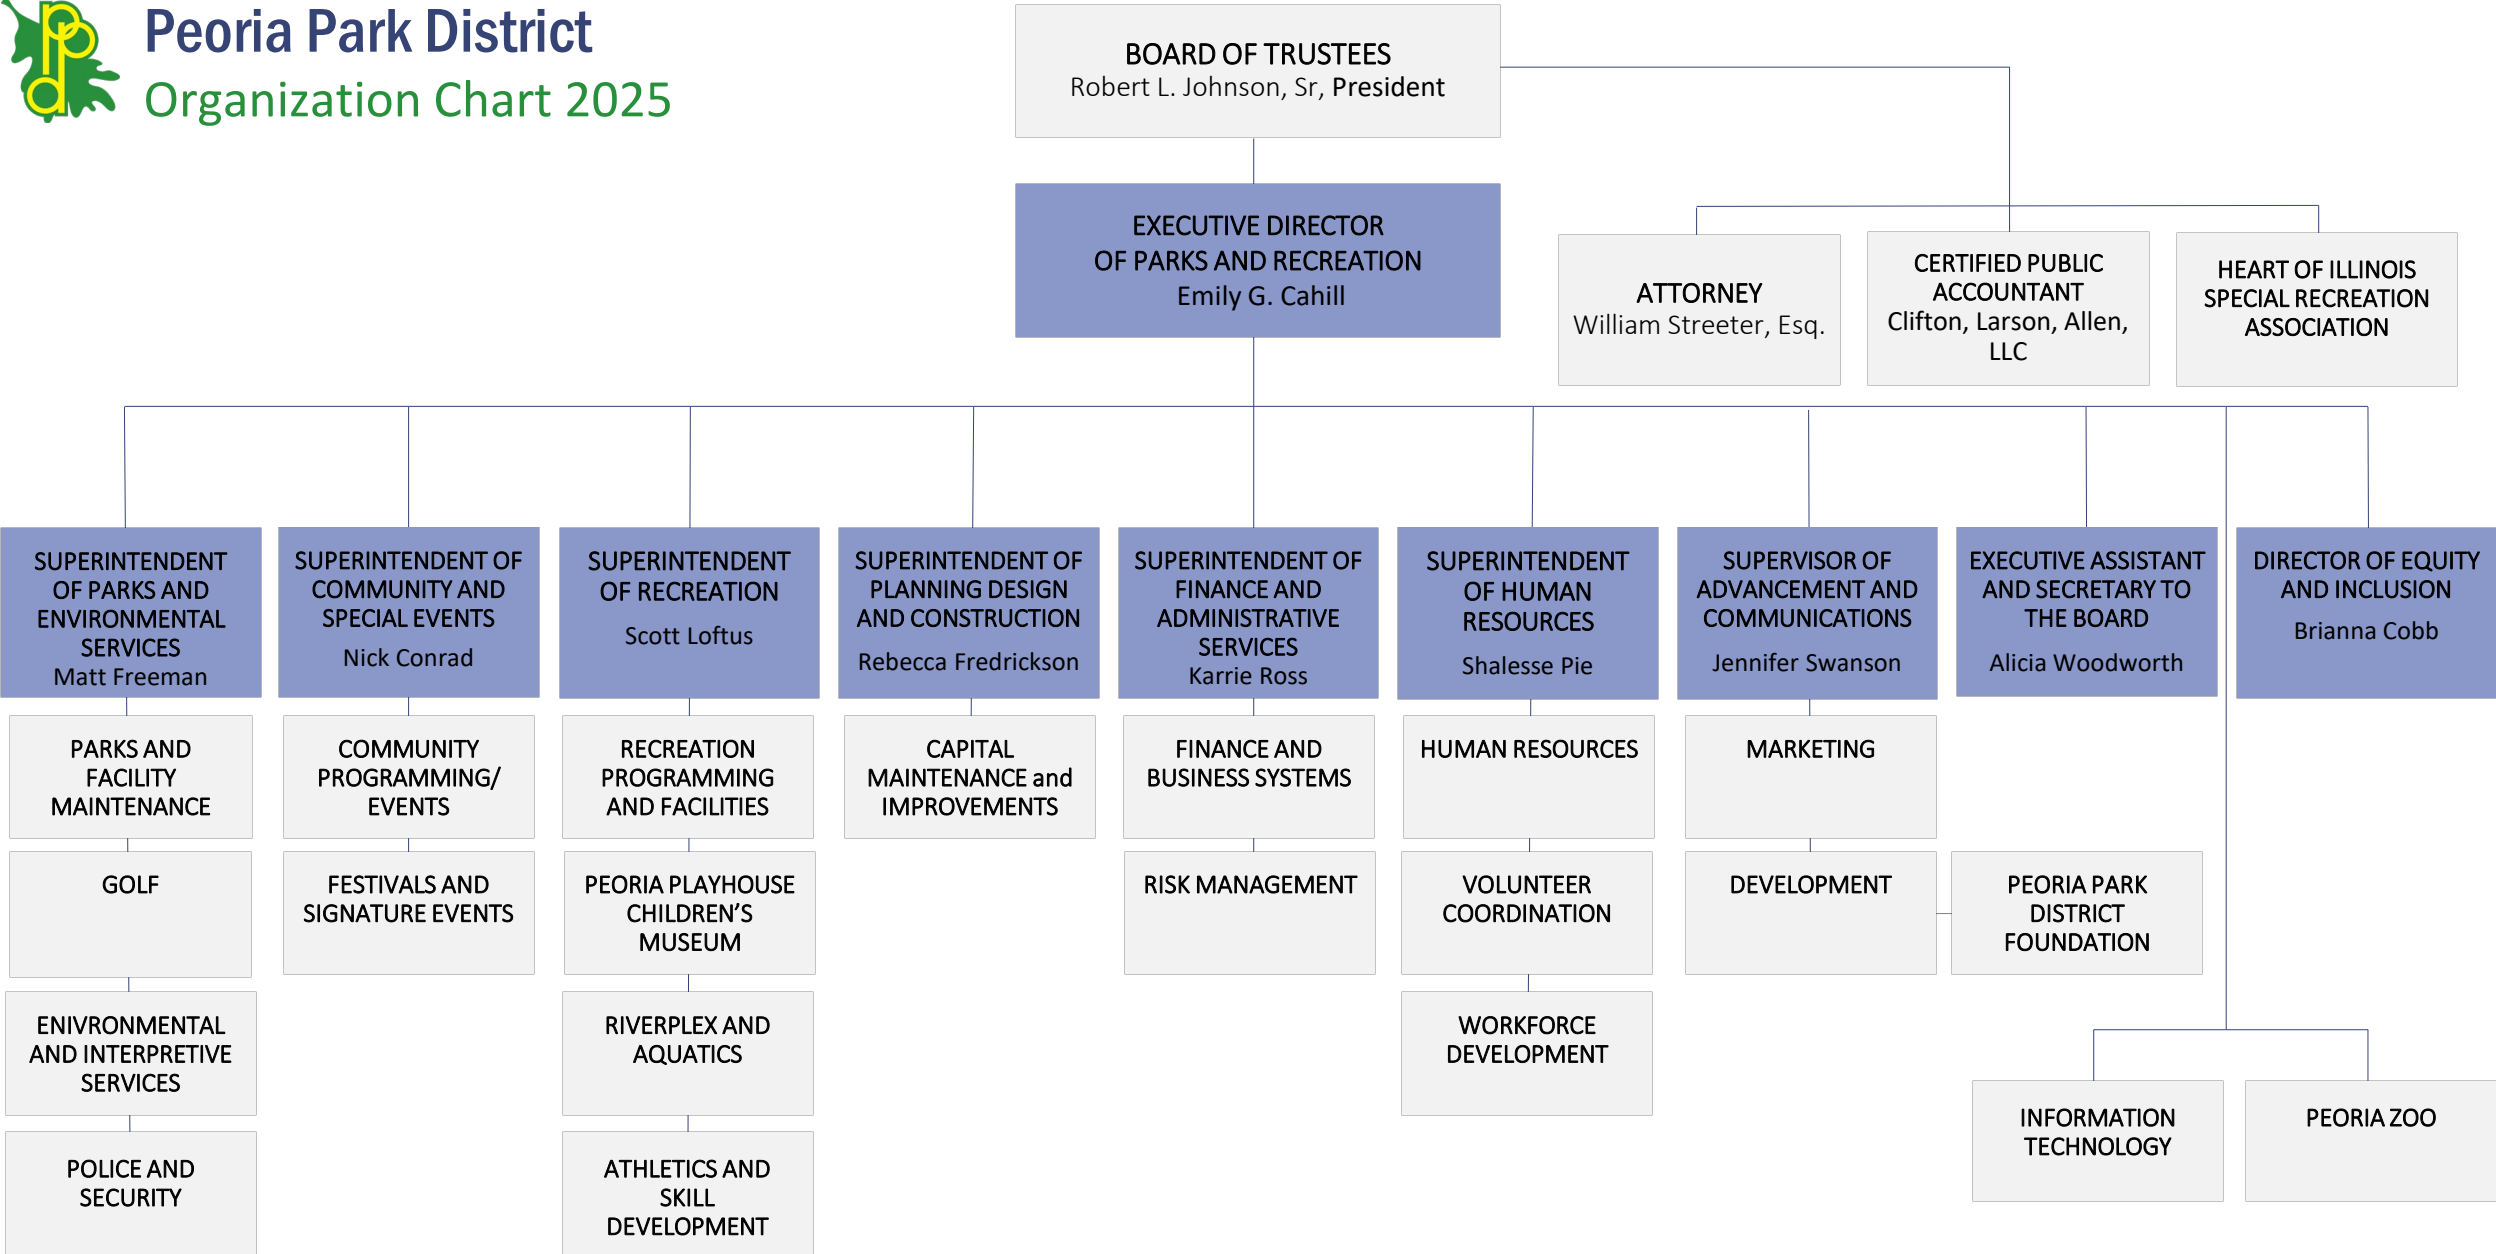 Peoria Park District
Organization Chart 2025
BOARD OF TRUSTEES
Robert L. Johnson, Sr, President
EXECUTIVE DIRECTOR
OF PARKS AND RECREATION
Emily G. Cahill
ATTORNEY
William Streeter, Esq.
CERTIFIED PUBLIC
ACCOUNTANT
Clifton, Larson, Allen,
LLC
HEART OF ILLINOIS
SPECIAL RECREATION
ASSOCIATION
SUPERINTENDENT
OF PARKS AND
ENVIRONMENTAL
SERVICES
Matt Freeman
SUPERINTENDENT OF
COMMUNITY AND
SPECIAL EVENTS
Nick Conrad
SUPERINTENDENT
OF RECREATION
Scott Loftus
SUPERINTENDENT OF
PLANNING DESIGN
AND CONSTRUCTION
Rebecca Fredrickson
SUPERINTENDENT OF
FINANCE AND
ADMINISTRATIVE
SERVICES
Karrie Ross
SUPERINTENDENT
OF HUMAN
RESOURCES
Shalesse Pie
SUPERVISOR OF
ADVANCEMENT AND
COMMUNICATIONS
Jennifer Swanson
EXECUTIVE ASSISTANT
AND SECRETARY TO
THE BOARD
Alicia Woodworth
DIRECTOR OF EQUITY
AND INCLUSION
Brianna Cobb
PARKS AND
FACILITY
MAINTENANCE
COMMUNITY
PROGRAMMING/
EVENTS
RECREATION
PROGRAMMING
AND FACILITIES
CAPITAL
MAINTENANCE and
IMPROVEMENTS
FINANCE AND
BUSINESS SYSTEMS
HUMAN RESOURCES
MARKETING
GOLF
FESTIVALS AND
SIGNATURE EVENTS
PEORIA PLAYHOUSE
CHILDREN’S
MUSEUM
RISK MANAGEMENT
VOLUNTEER
COORDINATION
DEVELOPMENT
PEORIA PARK
DISTRICT
FOUNDATION
ENIVRONMENTAL
AND INTERPRETIVE
SERVICES
RIVERPLEX AND
AQUATICS
WORKFORCE
DEVELOPMENT
INFORMATION
TECHNOLOGY
PEORIA ZOO
POLICE AND
SECURITY
ATHLETICS AND
SKILL
DEVELOPMENT